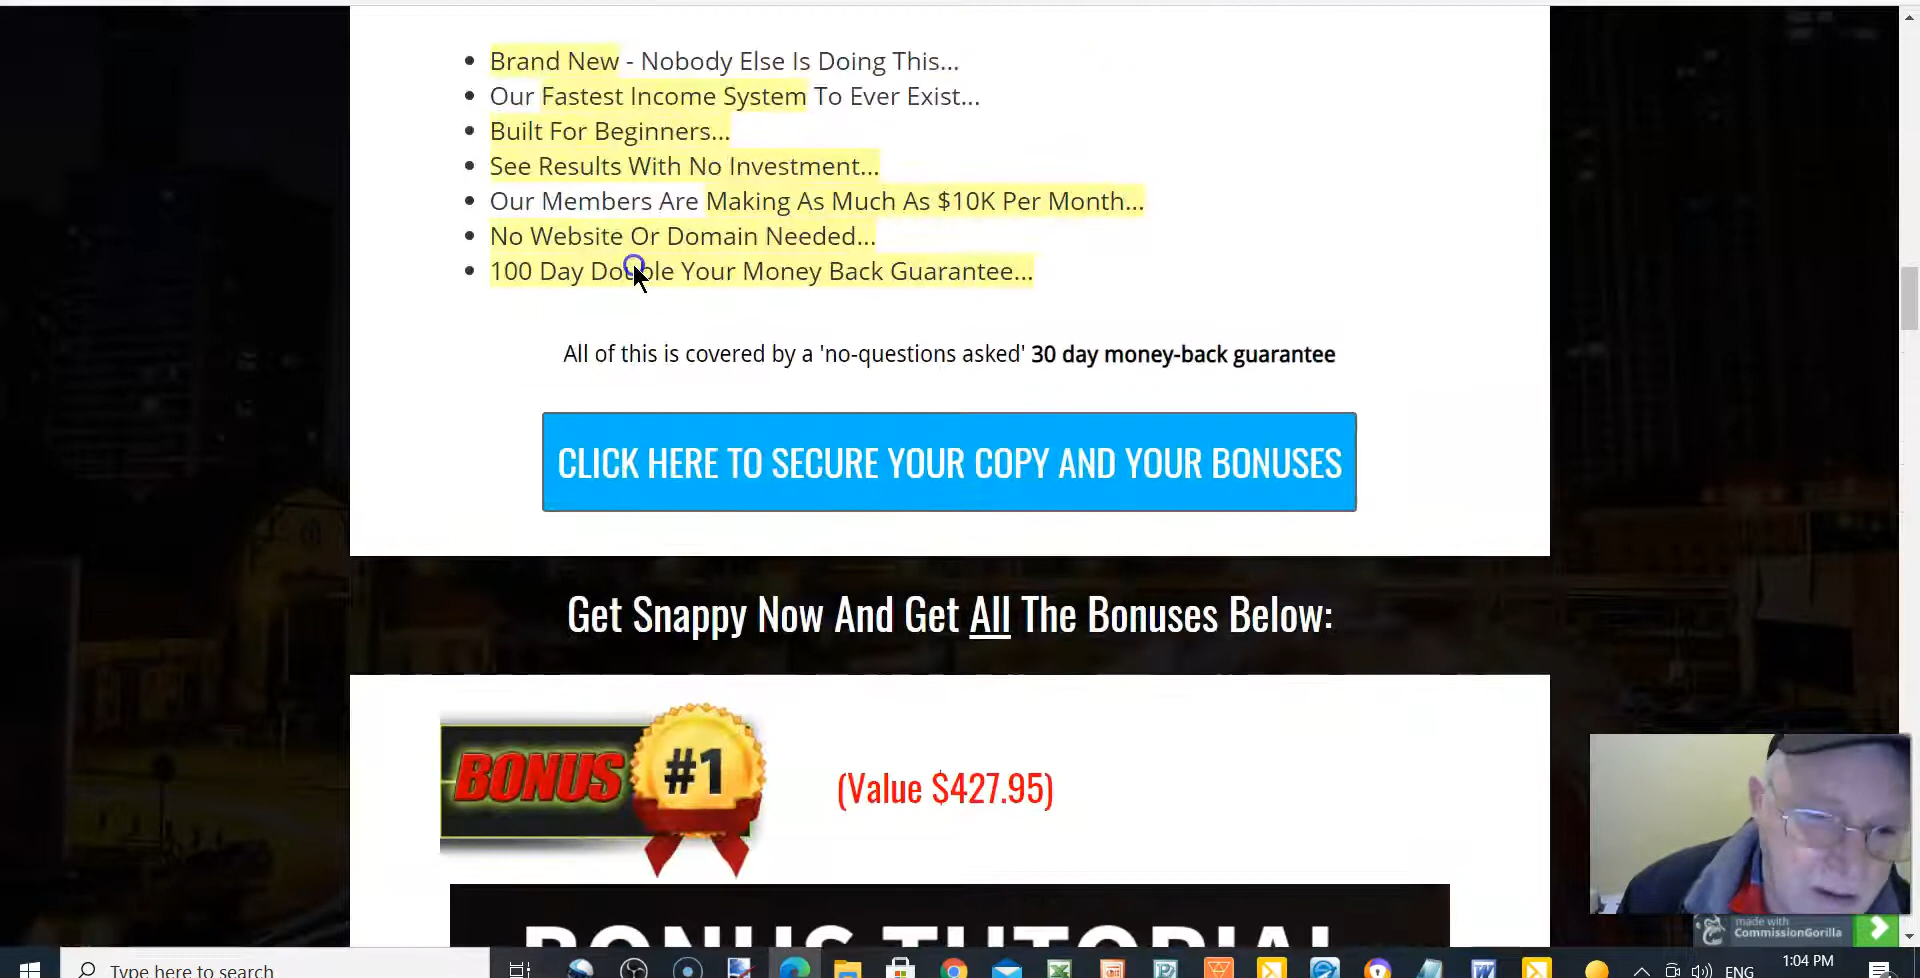 Brand New - Nobody Else Is Doing This...
Our Fastest Income System To Ever Exist...
Built For Beginners...
See Results With No Investment...
Our Members Are Making As Much As $10K Per Month...
No Website Or Domain Needed...
100 Day Double Your Money Back Guarantee...
All of this is covered by a 'no-questions asked' 30 day money-back guarantee
CLICK HERE TO SECURE YOUR COPY AND YOUR BONUSES
Get Snappy Now And Get All The Bonuses Below:
BONUS #1
(Value $427.95)
BONUS TUTORIAL
made with
CommissionGorilla
Type here to search
ENG
1:04 PM